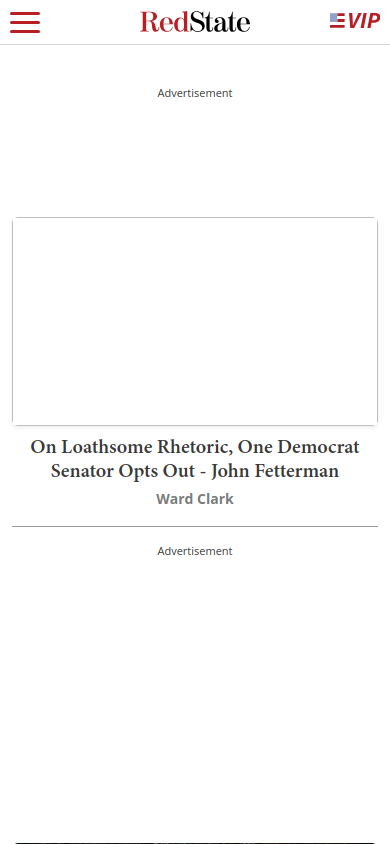 RedState
VIP
Advertisement
On Loathsome Rhetoric, One Democrat
Senator Opts Out - John Fetterman
Ward Clark
Advertisement